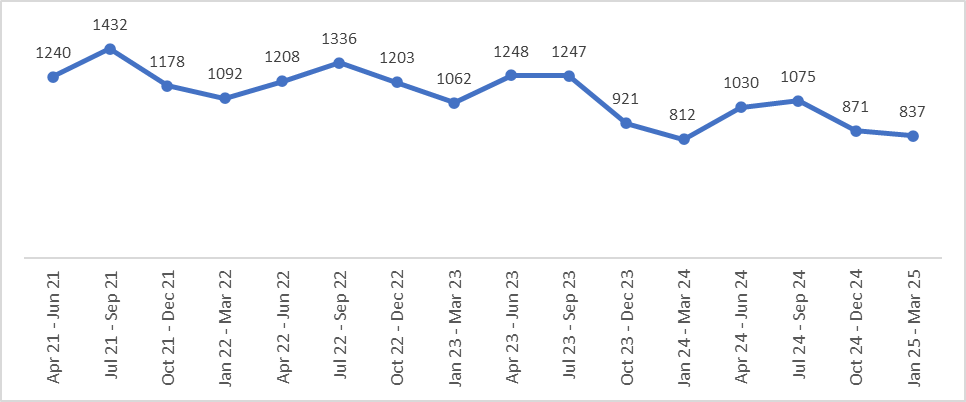 1240
1432
1178
1092
1208
1336
1203
1062
1248
1247
921
812
1030
1075
871
837
Apr 21 - Jun 21
Jul 21 - Sep 21
Oct 21 - Dec 21
Jan 22 - Mar 22
Apr 22 - Jun 22
Jul 22 - Sep 22
Oct 22 - Dec 22
Jan 23 - Mar 23
Apr 23 - Jun 23
Jul 23 - Sep 23
Oct 23 - Dec 23
Jan 24 - Mar 24
Apr 24 - Jun 24
Jul 24 - Sep 24
Oct 24 - Dec 24
Jan 25 - Mar 25